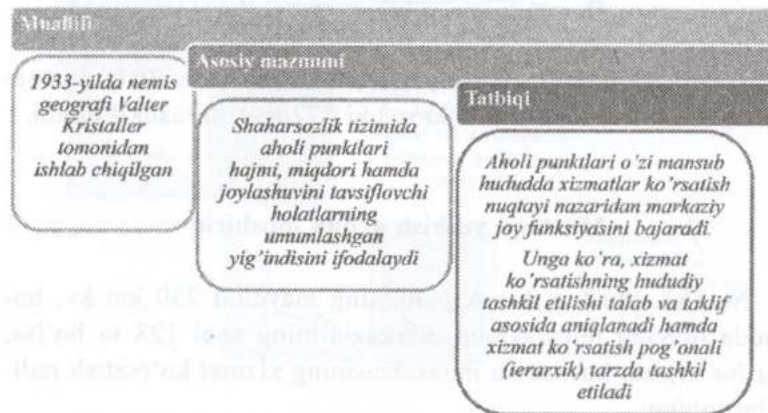 Muallifi
1933-yilda nemis
geografi Valter
Kristaller
tomonidan
ishlab chiqilgan
Asosiy mazmuni
Shaharsozlik tizimida
aholi punktlari
hajmi, miqdori hamda
joylashuvini tavsiflovchi
holatlarning
umumlashgan
yig'indisini ifodalaydi
Tatbiqi
Aholi punktlari o'zi mansub
hududda xizmatlar ko'rsatish
nuqtayi nazaridan markaziy
joy funksiyasini bajaradi.
Unga ko'ra, xizmat
ko'rsatishning hududiy
tashkil etilishi talab va taklif
asosida aniqlanadi hamda
xizmat ko'rsatish pog'onali
(ierarxik) tarzda tashkil
etiladi